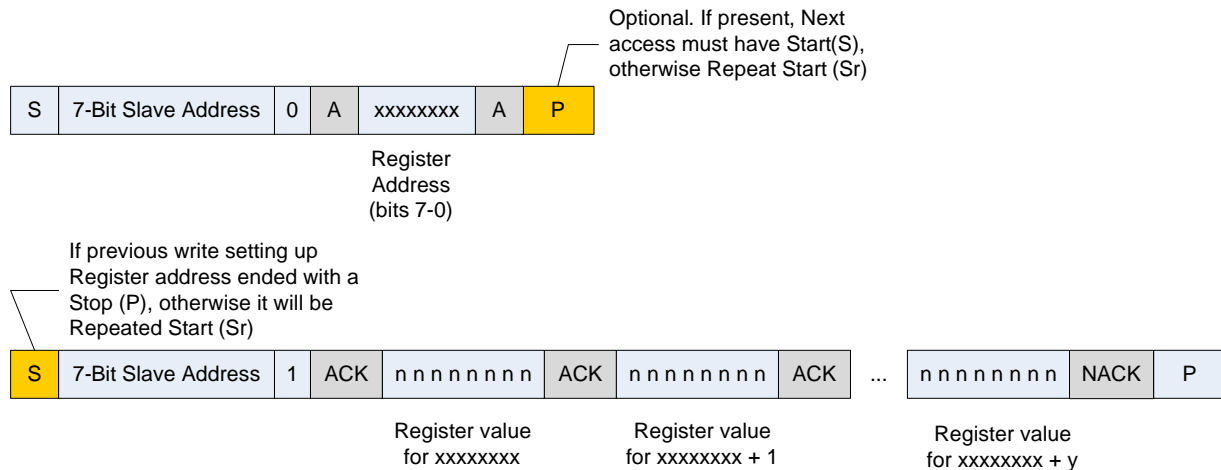 Optional. If present, Next
access must have Start(S),
otherwise Repeat Start (Sr)
S 7-Bit Slave Address 0 A xxxxxxxx A P
Register
Address
(bits 7-0)
If previous write setting up
Register address ended with a
Stop (P), otherwise it will be
Repeated Start (Sr)
S 7-Bit Slave Address 1 ACK n n n n n n n n ACK n n n n n n n n ACK ... n n n n n n n n NACK P
Register value
for xxxxxxxx
Register value
for xxxxxxxx + 1
Register value
for xxxxxxxx + y